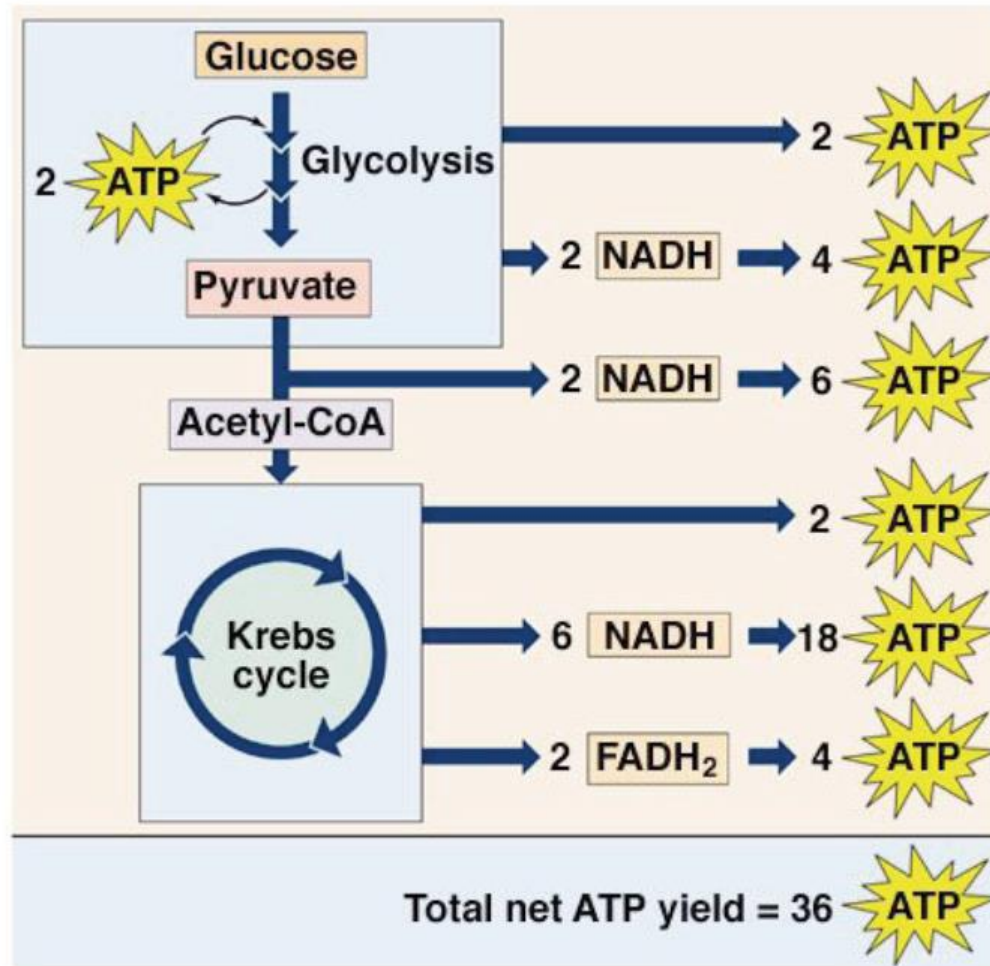 Glucose
2 ATP
Glycolysis
2 ATP
Pyruvate
2 NADH 4 ATP
2 NADH 6 ATP
Acetyl-CoA
2 ATP
Krebs
cycle
6 NADH 18 ATP
2 FADH₂ 4 ATP
Total net ATP yield = 36 ATP